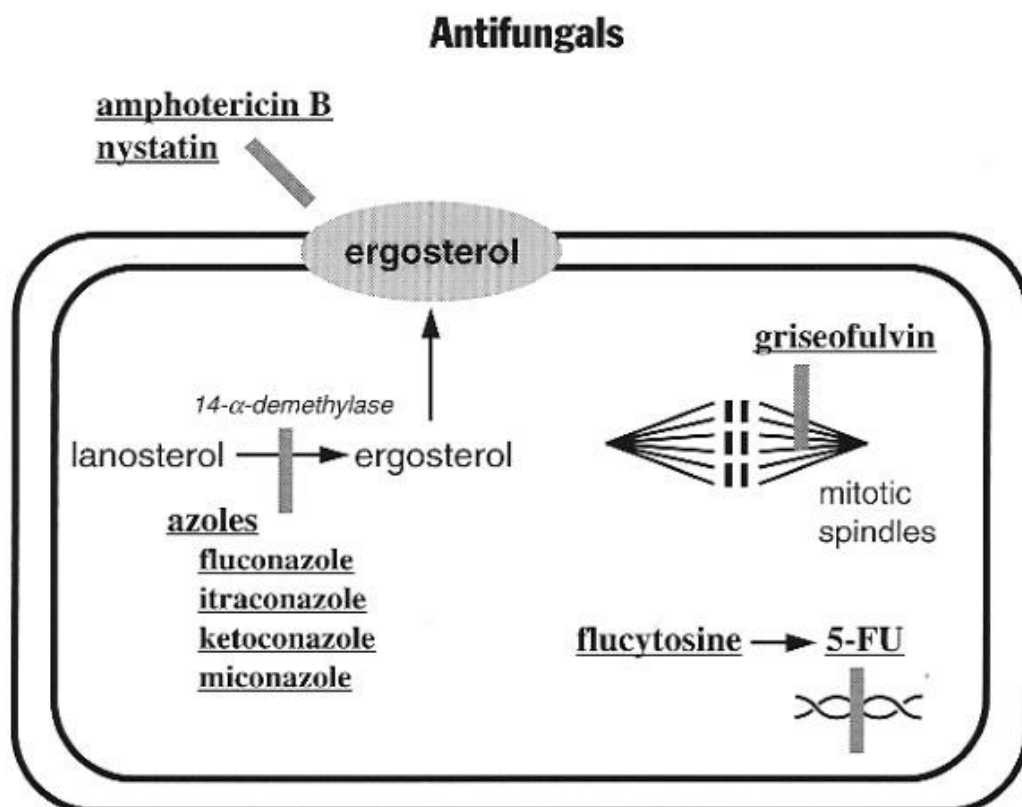 Antifungals
amphotericin B
nystatin
ergosterol
griseofulvin
14-α-demethylase
lanosterol
ergosterol
mitotic
spindles
azoles
fluconazole
itraconazole
ketoconazole
miconazole
flucytosine
5-FU